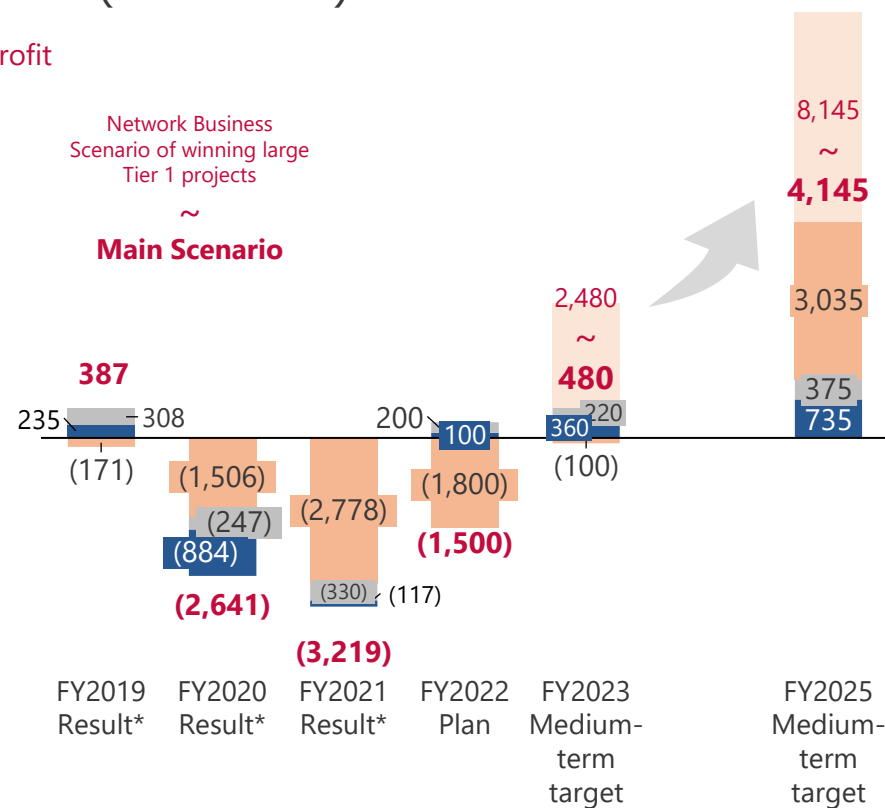 rofit
Network Business
Scenario of winning large
Tier 1 projects
~
Main Scenario
8,145
~
4,145
3,035
375
735
2,480
~
480
220
360
(100)
387
235
308
(171)
(1,506)
(247)
(884)
(2,641)
(2,778)
(330)
(117)
(3,219)
200
100
(1,800)
(1,500)
FY2019
Result*
FY2020
Result*
FY2021
Result*
FY2022
Plan
FY2023
Medium-
term
target
FY2025
Medium-
term
target